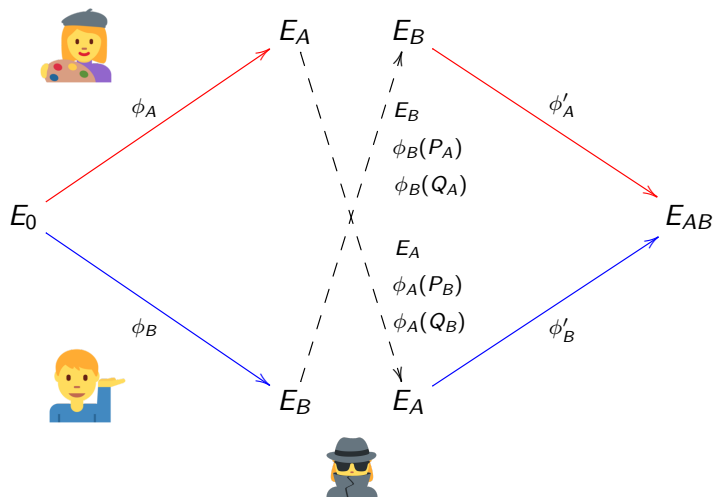 E_A E_B
ϕ_A
ϕ'_A
E_B
ϕ_B(P_A)
ϕ_B(Q_A)
E_0
E_AB
E_A
ϕ_A(P_B)
ϕ_A(Q_B)
ϕ_B
ϕ'_B
E_B E_A